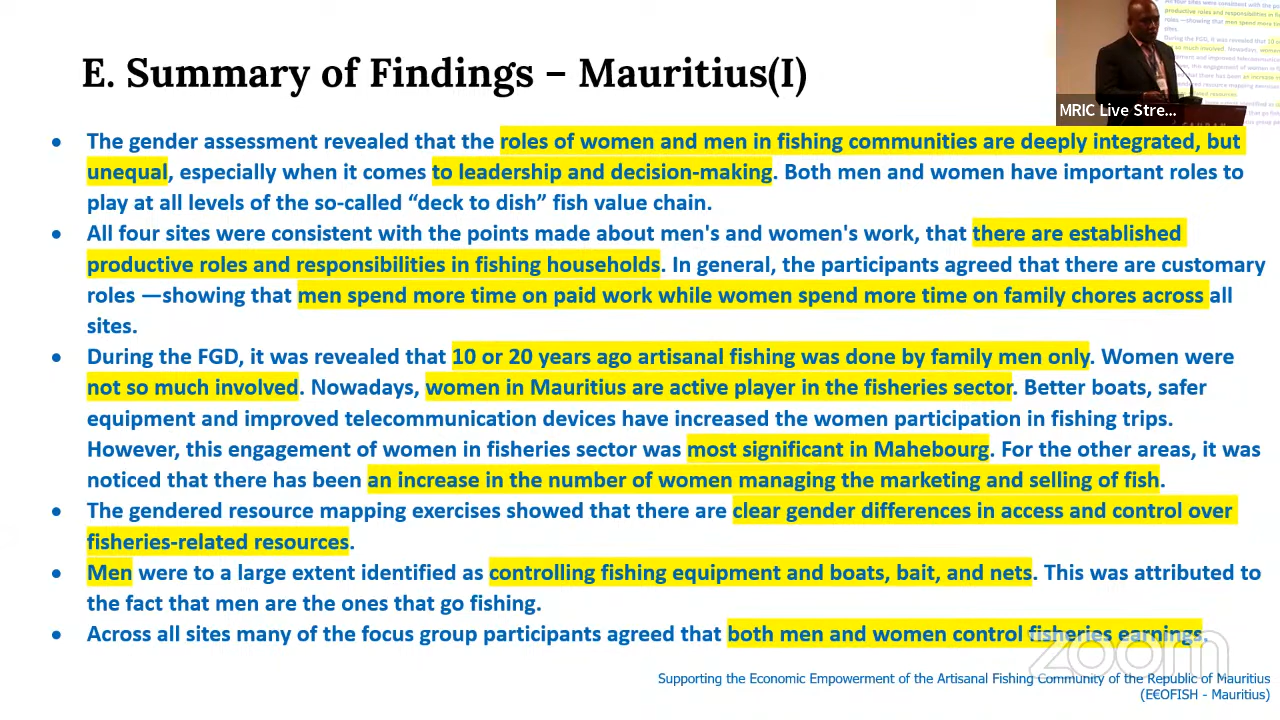 E. Summary of Findings – Mauritius(I)
MRIC Live Stre...
● The gender assessment revealed that the roles of women and men in fishing communities are deeply integrated, but
unequal, especially when it comes to leadership and decision-making. Both men and women have important roles to
play at all levels of the so-called “deck to dish” fish value chain.
● All four sites were consistent with the points made about men's and women's work, that there are established
productive roles and responsibilities in fishing households. In general, the participants agreed that there are customary
roles —showing that men spend more time on paid work while women spend more time on family chores across all
sites.
● During the FGD, it was revealed that 10 or 20 years ago artisanal fishing was done by family men only. Women were
not so much involved. Nowadays, women in Mauritius are active player in the fisheries sector. Better boats, safer
equipment and improved telecommunication devices have increased the women participation in fishing trips.
However, this engagement of women in fisheries sector was most significant in Mahebourg. For the other areas, it was
noticed that there has been an increase in the number of women managing the marketing and selling of fish.
● The gendered resource mapping exercises showed that there are clear gender differences in access and control over
fisheries-related resources.
● Men were to a large extent identified as controlling fishing equipment and boats, bait, and nets. This was attributed to
the fact that men are the ones that go fishing.
● Across all sites many of the focus group participants agreed that both men and women control fisheries earnings.
zoom
Supporting the Economic Empowerment of the Artisanal Fishing Community of the Republic of Mauritius
(E€OFISH - Mauritius)